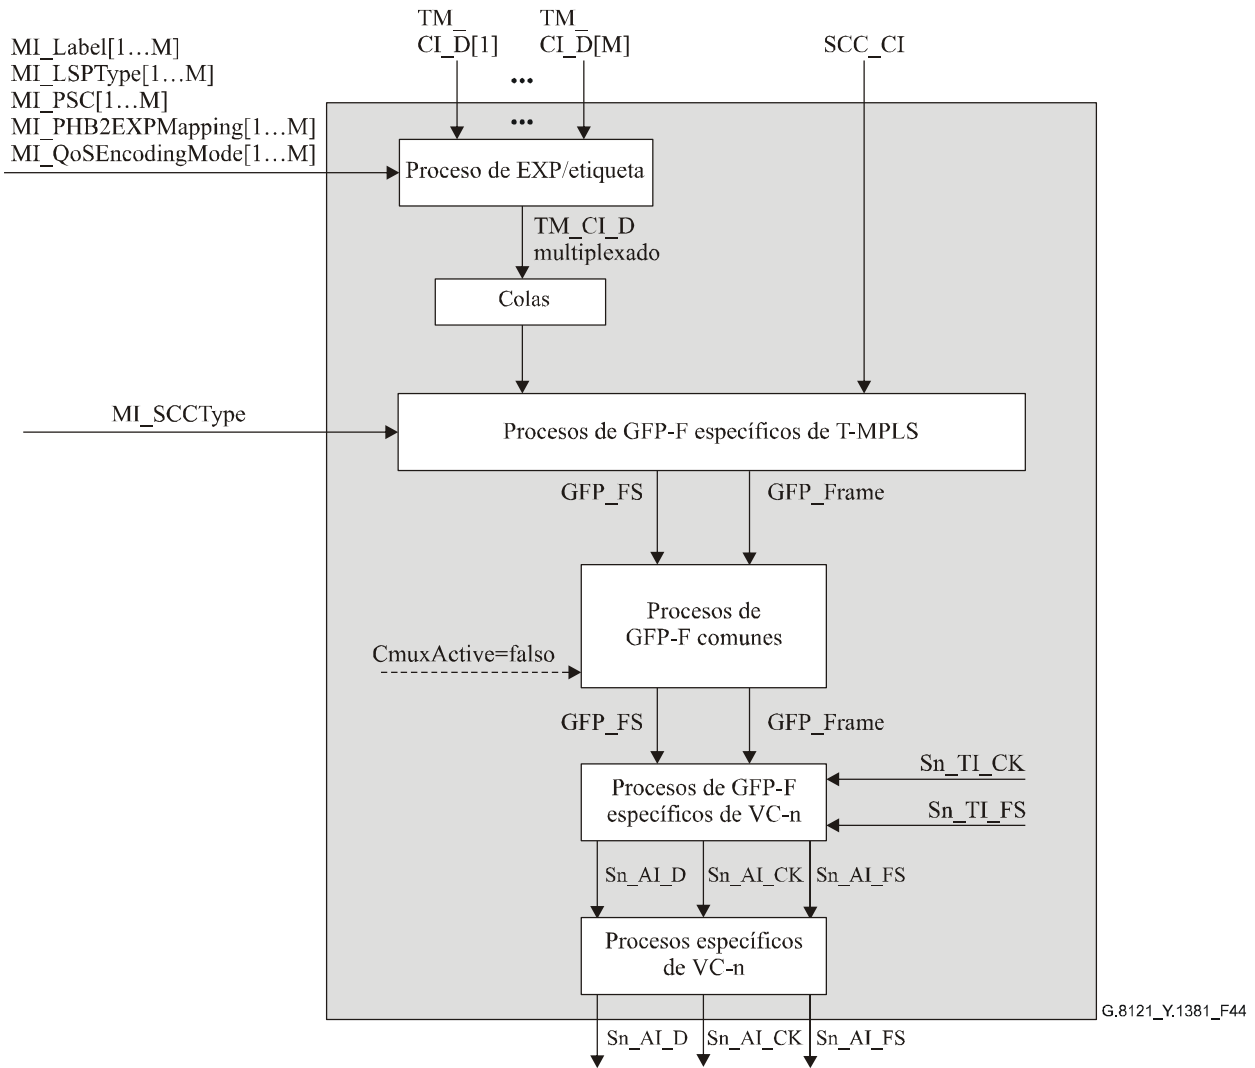 TM_
CI_D[1]
TM_
CI_D[M]
SCC_CI
MI_Label[1…M]
MI_LSPType[1…M]
MI_PSC[1…M]
MI_PHB2EXPMapping[1…M]
MI_QoSEncodingMode[1…M]
...
...
Proceso de EXP/etiqueta
TM_CI_D
multiplexado
Colas
MI_SCCType
Procesos de GFP-F específicos de T-MPLS
GFP_FS
GFP_Frame
Procesos de
GFP-F comunes
CmuxActive=falso
GFP_FS
GFP_Frame
Sn_TI_CK
Procesos de GFP-F
específicos de VC-n
Sn_TI_FS
Sn_AI_D
Sn_AI_CK
Sn_AI_FS
Procesos específicos
de VC-n
G.8121_Y.1381_F44
Sn_AI_D
Sn_AI_CK
Sn_AI_FS